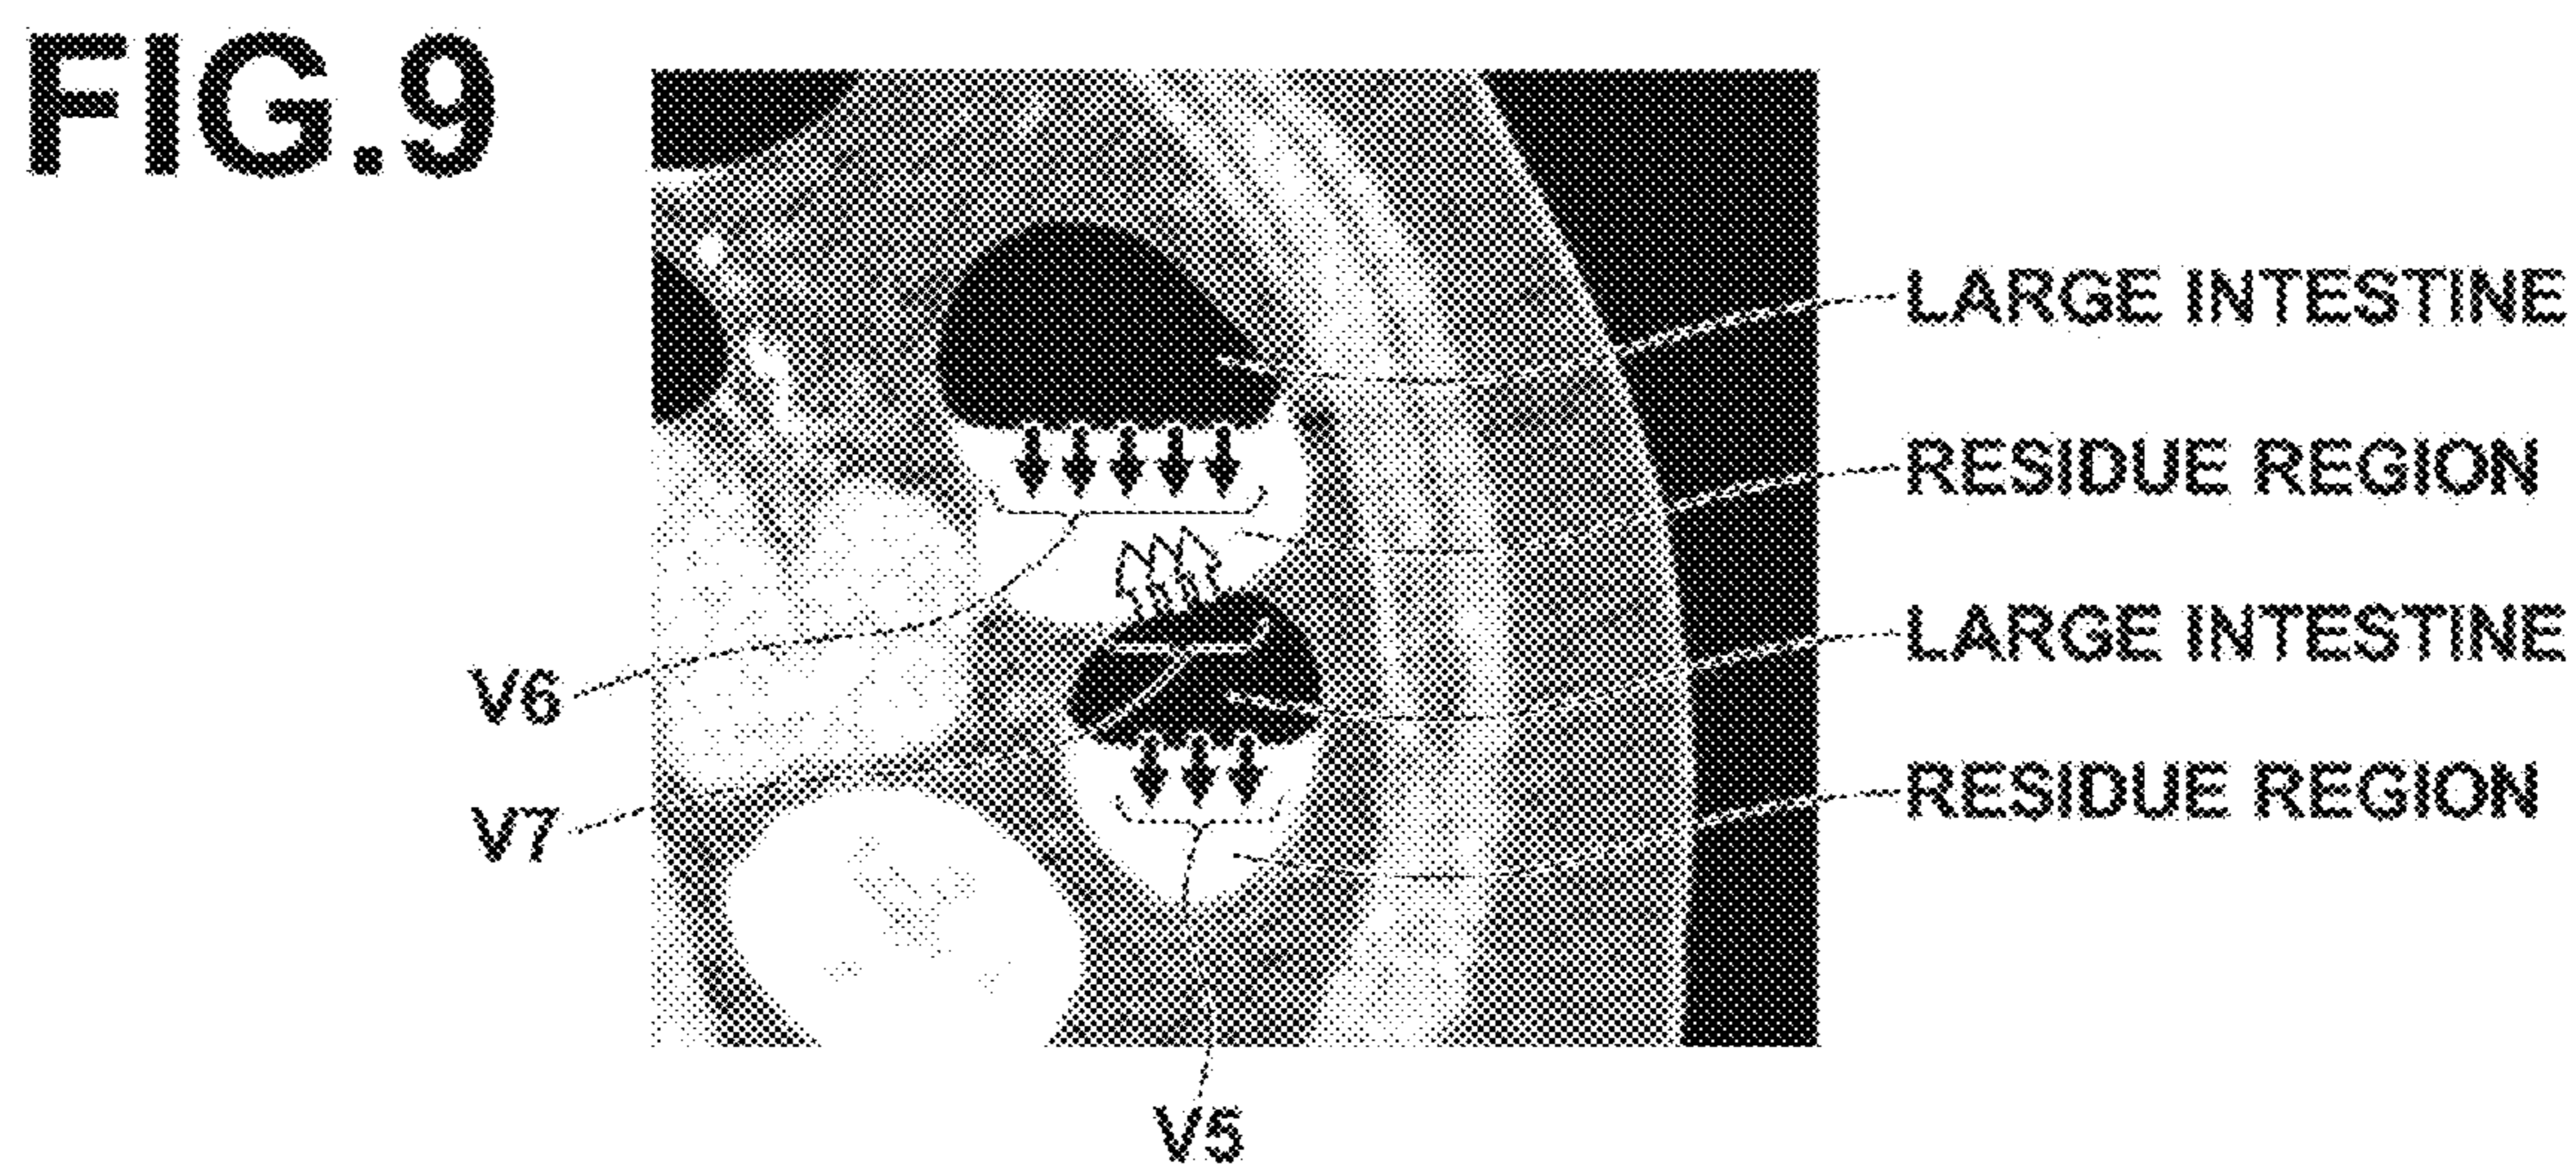 FIG.9
LARGE INTESTINE
RESIDUE REGION
LARGE INTESTINE
V6
RESIDUE REGION
V7
V5